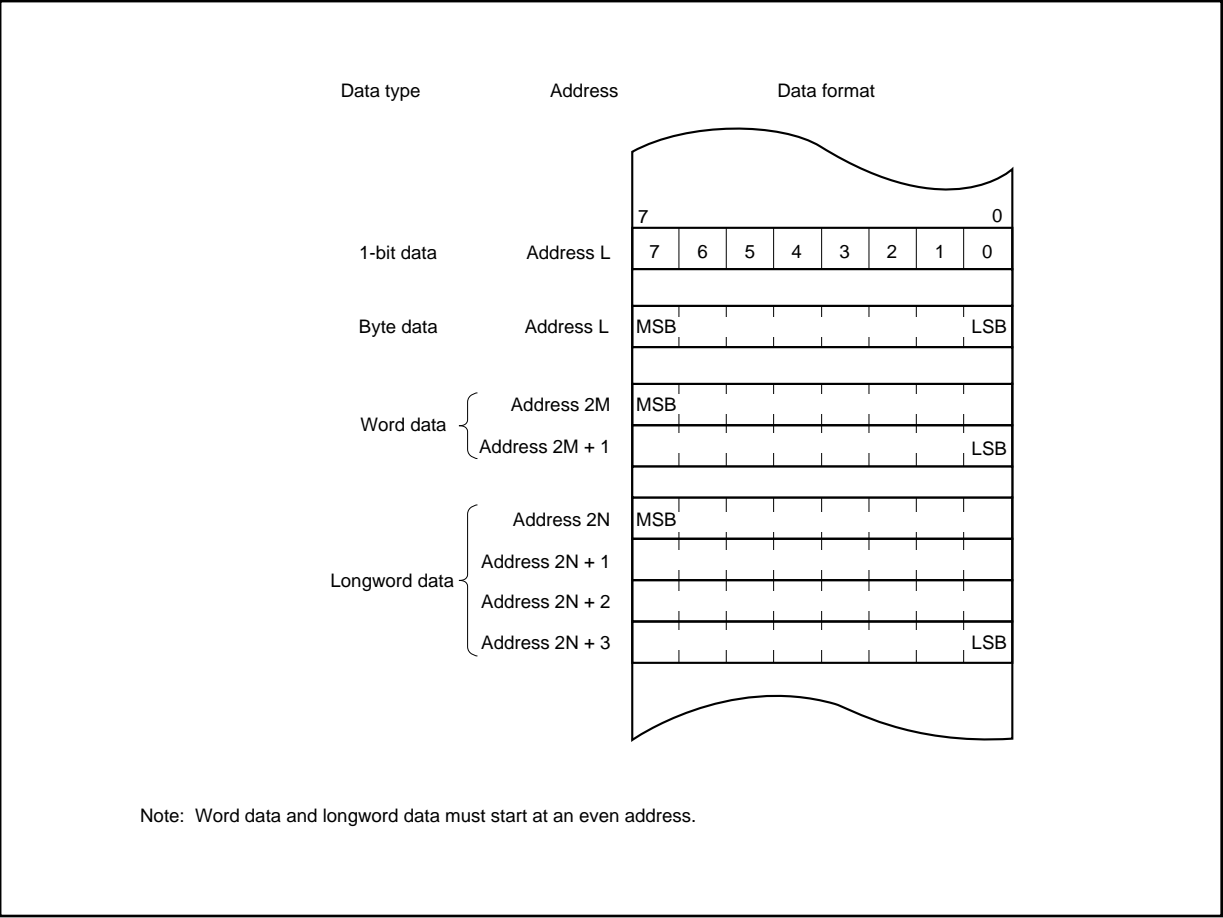 Data type Address Data format
7 0
1-bit data Address L 7 6 5 4 3 2 1 0
Byte data Address L MSB LSB
Address 2M MSB
Word data
Address 2M + 1 LSB
Address 2N MSB
Address 2N + 1
Longword data
Address 2N + 2
Address 2N + 3 LSB
Note: Word data and longword data must start at an even address.